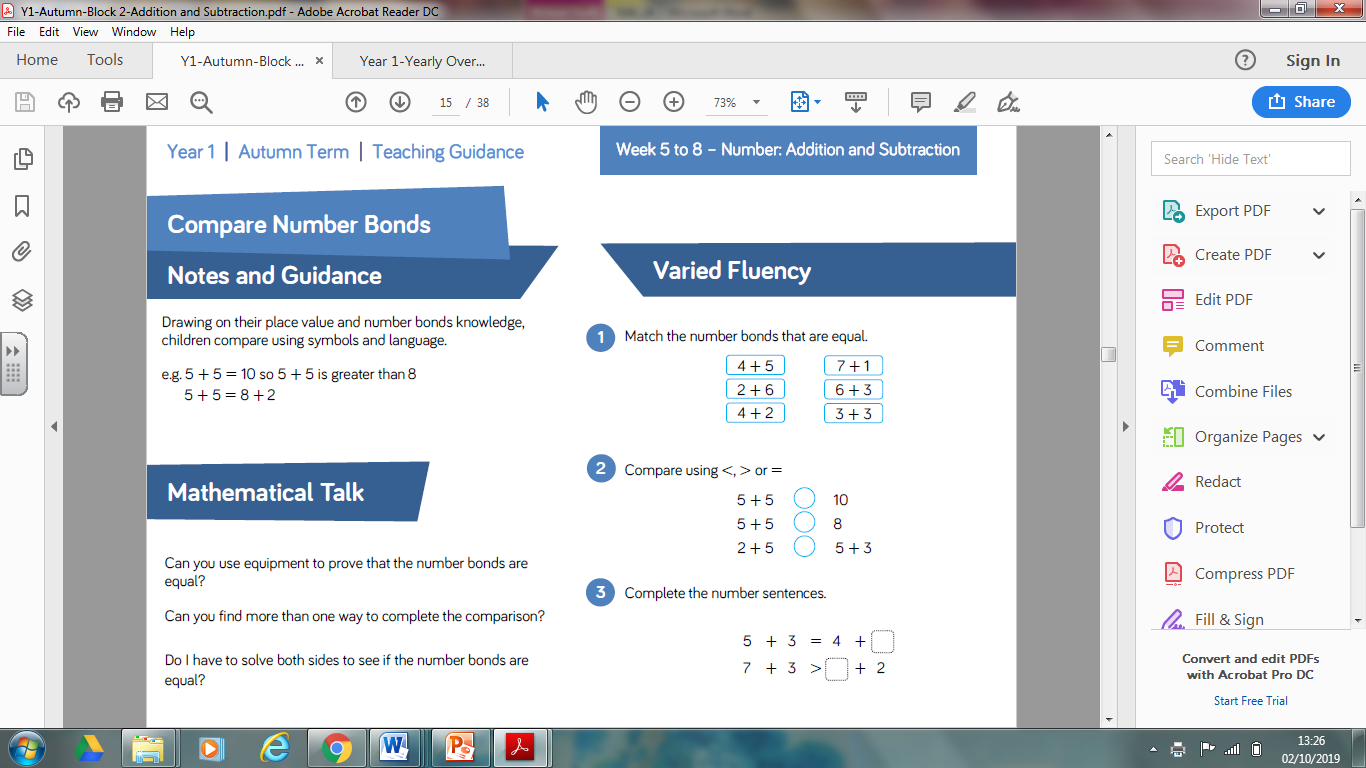 Y1-Autumn-Block 2-Addition and Subtraction.pdf - Adobe Acrobat Reader DC
File Edit View Window Help
Home Tools Y1-Autumn-Block ... × Year 1-Yearly Over... Sign In
15 / 38 73% Share
Year 1 | Autumn Term | Teaching Guidance
Week 5 to 8 – Number: Addition and Subtraction
Compare Number Bonds
Notes and Guidance
Drawing on their place value and number bonds knowledge,
children compare using symbols and language.
e.g. 5 + 5 = 10 so 5 + 5 is greater than 8
5 + 5 = 8 + 2
Mathematical Talk
Can you use equipment to prove that the number bonds are
equal?
Can you find more than one way to complete the comparison?
Do I have to solve both sides to see if the number bonds are
equal?
Varied Fluency
1 Match the number bonds that are equal.
4 + 5 7 + 1
2 + 6 6 + 3
4 + 2 3 + 3
2 Compare using <, > or =
5 + 5 10
5 + 5 8
2 + 5 5 + 3
3 Complete the number sentences.
5 + 3 = 4 +
7 + 3 > + 2
Search 'Hide Text'
Export PDF
Create PDF
Edit PDF
Comment
Combine Files
Organize Pages
Redact
Protect
Compress PDF
Fill & Sign
Convert and edit PDFs
with Acrobat Pro DC
Start Free Trial
13:26
02/10/2019